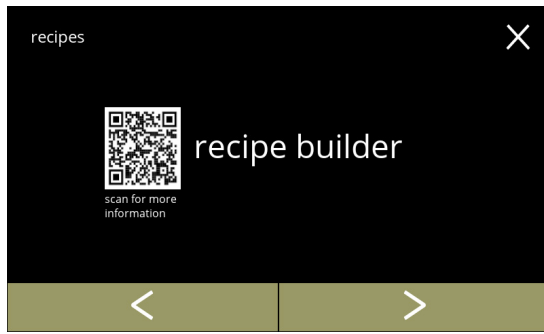 recipes
recipe builder
scan for more
information